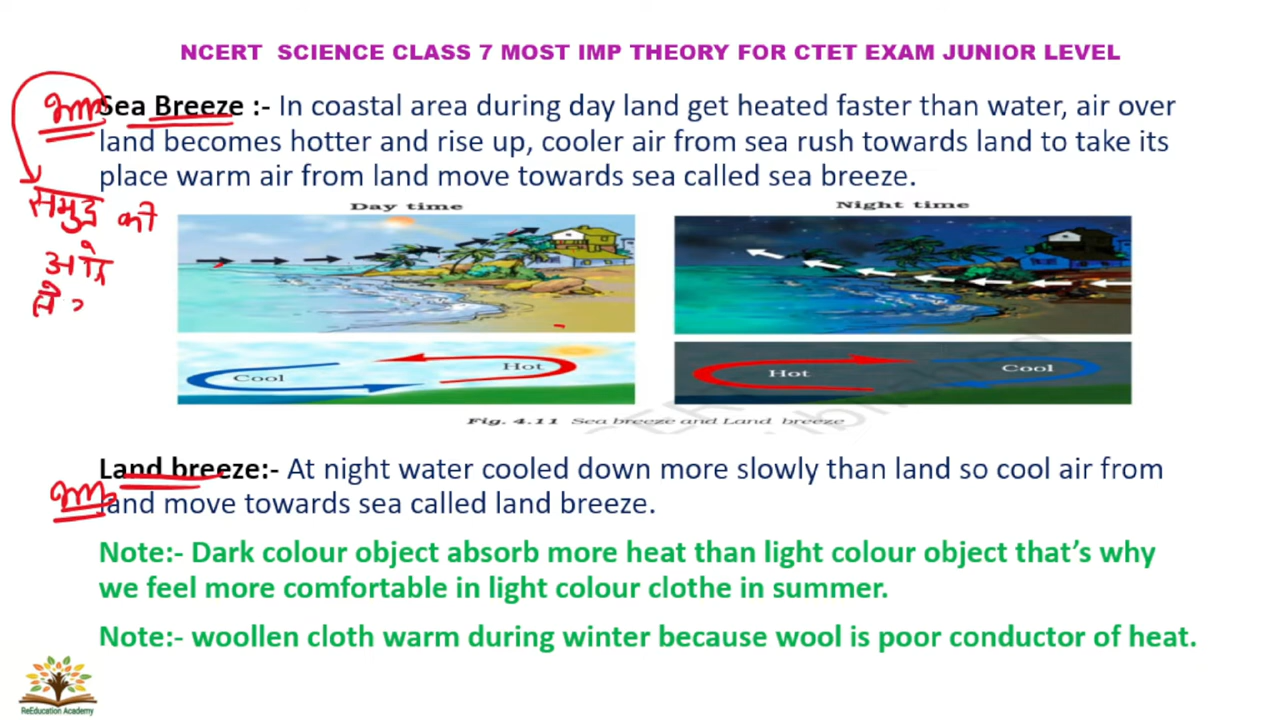 NCERT SCIENCE CLASS 7 MOST IMP THEORY FOR CTET EXAM JUNIOR LEVEL
Sea Breeze :- In coastal area during day land get heated faster than water, air over
land becomes hotter and rise up, cooler air from sea rush towards land to take its
place warm air from land move towards sea called sea breeze.
समुद्र की
ओर
से
Day time
Night time
Cool
Hot
Hot
Cool
Fig. 4.11 Sea breeze and Land breeze
Land breeze:- At night water cooled down more slowly than land so cool air from
land move towards sea called land breeze.
Note:- Dark colour object absorb more heat than light colour object that's why
we feel more comfortable in light colour clothe in summer.
Note:- woollen cloth warm during winter because wool is poor conductor of heat.
ReEducation Academy